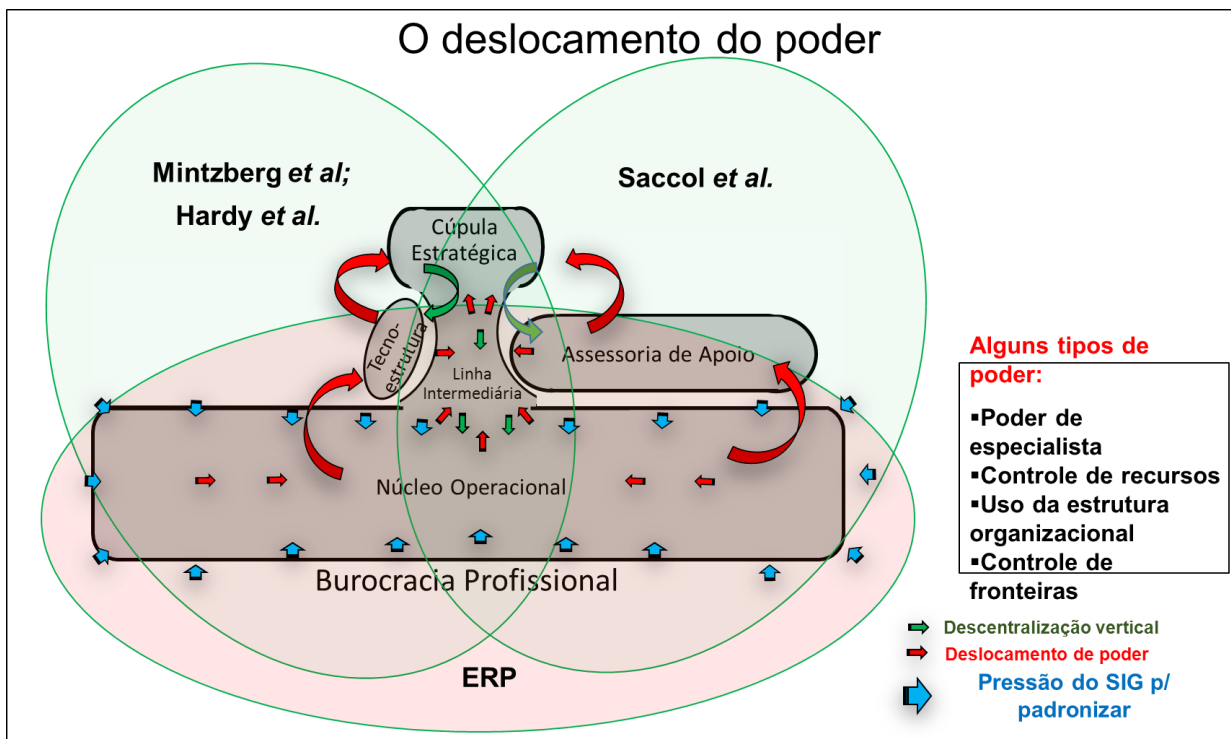 O deslocamento do poder
Mintzberg et al;
Hardy et al.
Saccol et al.
Cúpula
Estratégica
Tecno-
estrutura
Linha
Intermediária
Assessoria de Apoio
Núcleo Operacional
Burocracia Profissional
ERP
Alguns tipos de
poder:
▪Poder de
especialista
▪Controle de recursos
▪Uso da estrutura
organizacional
▪Controle de
fronteiras
Descentralização vertical
Deslocamento de poder
Pressão do SIG p/
padronizar